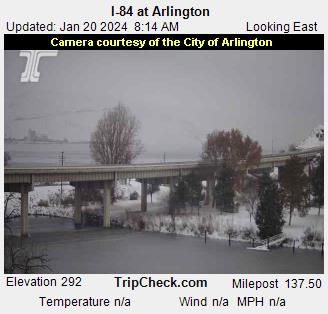 I-84 at Arlington
Updated: Jan 20 2024 8:14 AM Looking East
Camera courtesy of the City of Arlington
Elevation 292 TripCheck.com Milepost 137.50
Temperature n/a Wind n/a MPH n/a